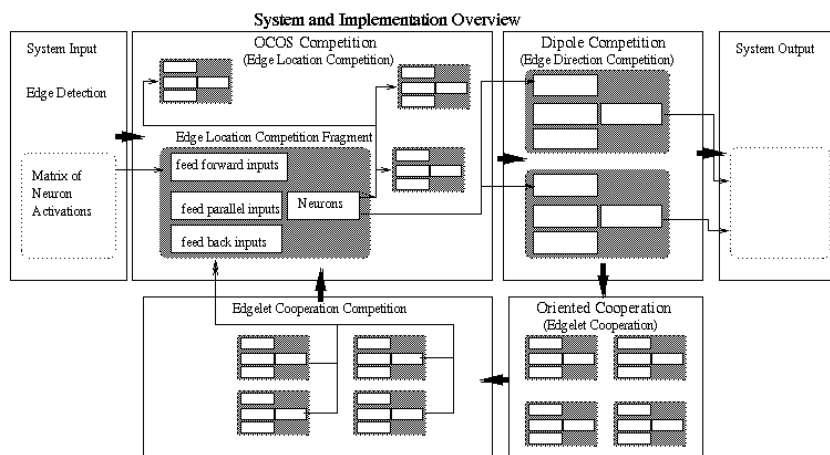 System and Implementation Overview
System Input
Edge Detection
Matrix of
Neuron
Activations
OCOS Competition
(Edge Location Competition)
Edge Location Competition Fragment
feed forward inputs
feed parallel inputs
Neurons
feed back inputs
Dipole Competition
(Edge Direction Competition)
System Output
Edgelet Cooperation Competition
Oriented Cooperation
(Edgelet Cooperation)